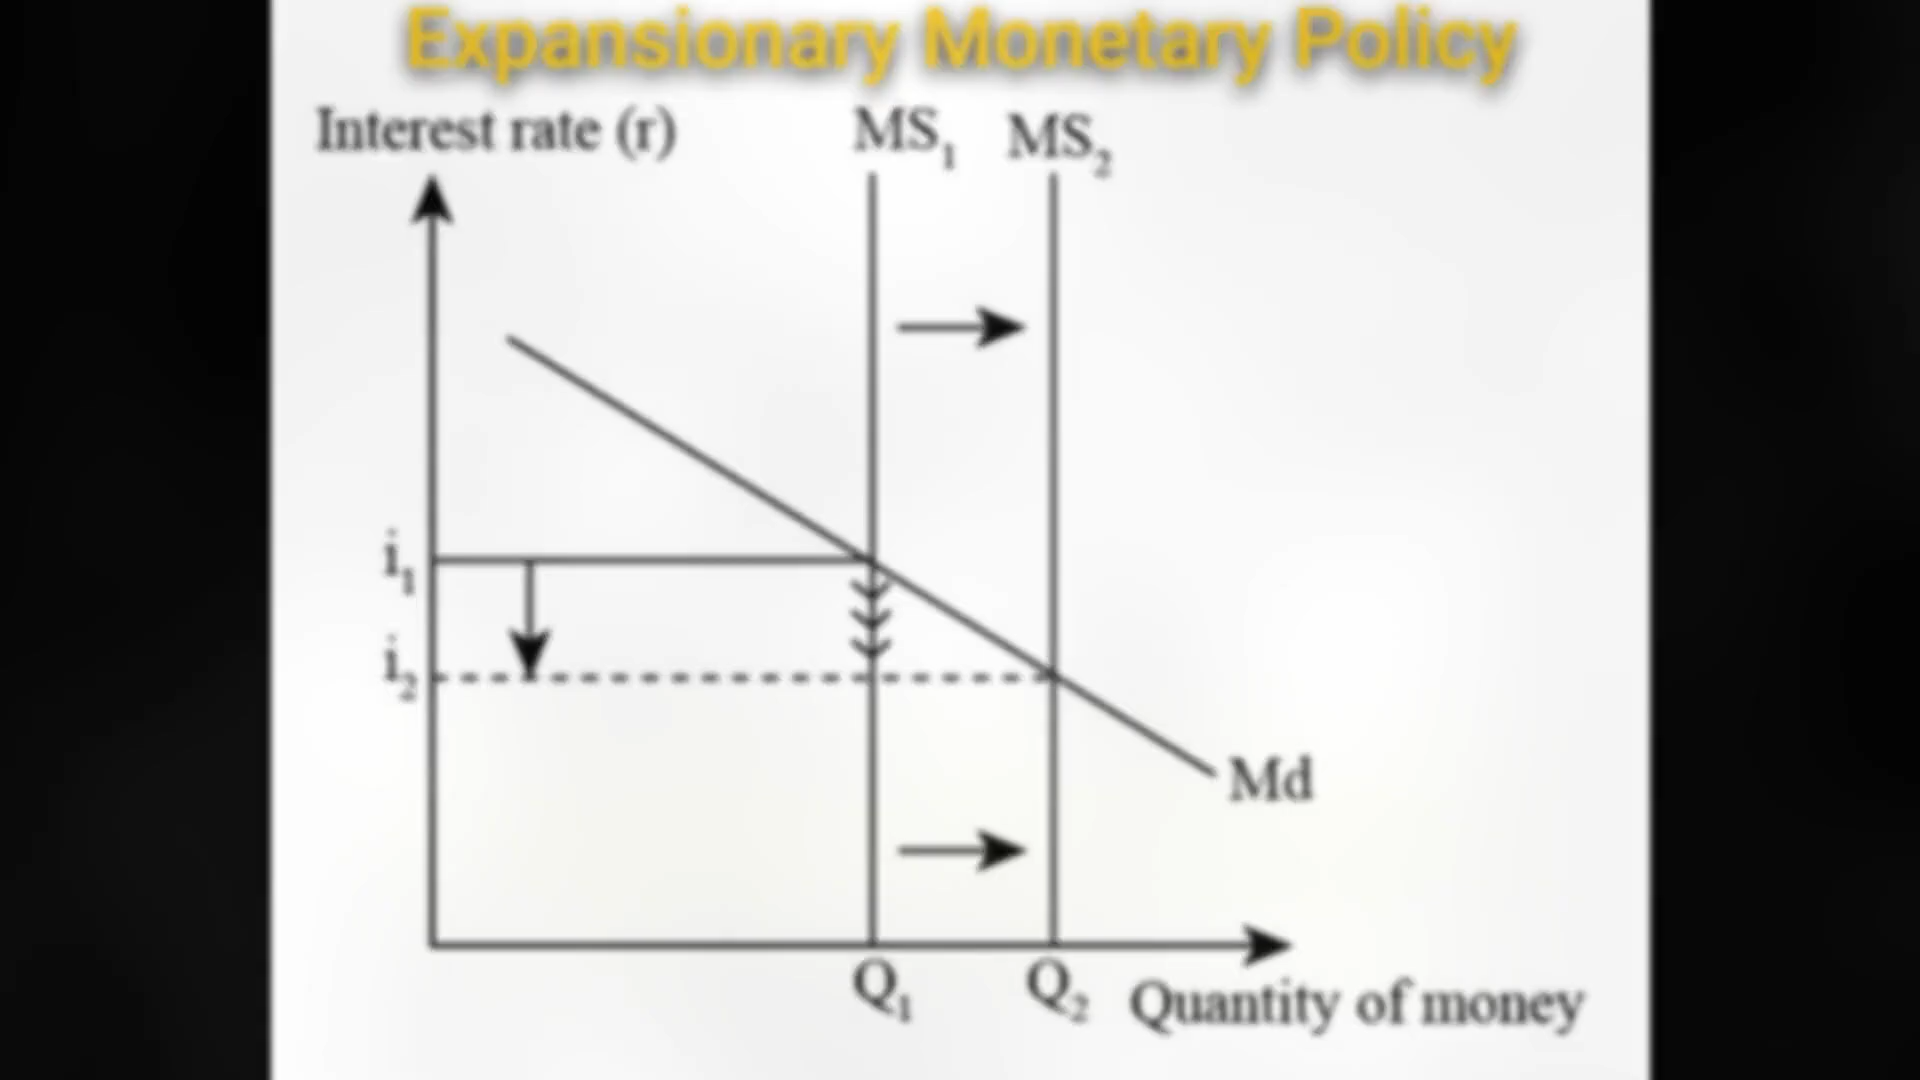 Expansionary Monetary Policy
Interest rate (r)
MS₁
MS₂
i₁
i₂
Md
Q₁
Q₂
Quantity of money